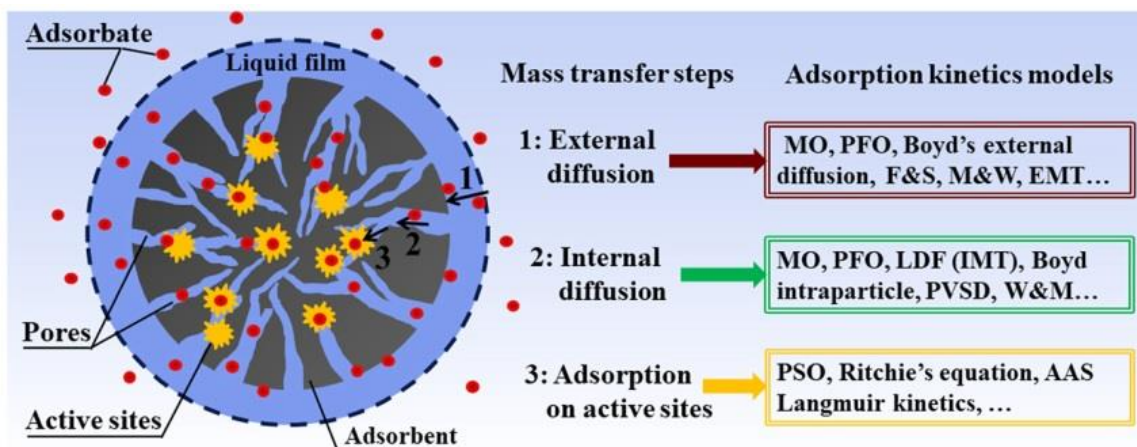 Adsorbate
Liquid film
1
2
3
Pores
Active sites
Adsorbent
Mass transfer steps
Adsorption kinetics models
1: External
diffusion
MO, PFO, Boyd's external
diffusion, F&S, M&W, EMT…
2: Internal
diffusion
MO, PFO, LDF (IMT), Boyd
intraparticle, PVSD, W&M…
3: Adsorption
on active sites
PSO, Ritchie's equation, AAS
Langmuir kinetics, …